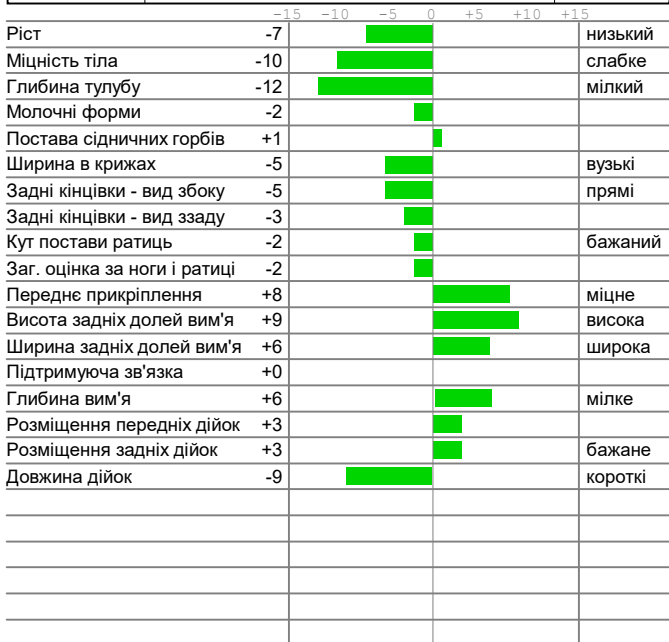 -15 -10 -5 0 +5 +10 +15
Ріст -7 низький
Міцність тіла -10 слабке
Глибина тулубу -12 мілкий
Молочні форми -2
Постава сідничних горбів +1
Ширина в крижах -5 вузькі
Задні кінцівки - вид збоку -5 прямі
Задні кінцівки - вид ззаду -3
Кут постави ратиць -2 бажаний
Заг. оцінка за ноги і ратиці -2
Переднє прикріплення +8 міцне
Висота задніх долей вим'я +9 висока
Ширина задніх долей вим'я +6 широка
Підтримуюча зв'язка +0
Глибина вим'я +6 мілке
Розміщення передніх дійок +3
Розміщення задніх дійок +3 бажане
Довжина дійок -9 короткі